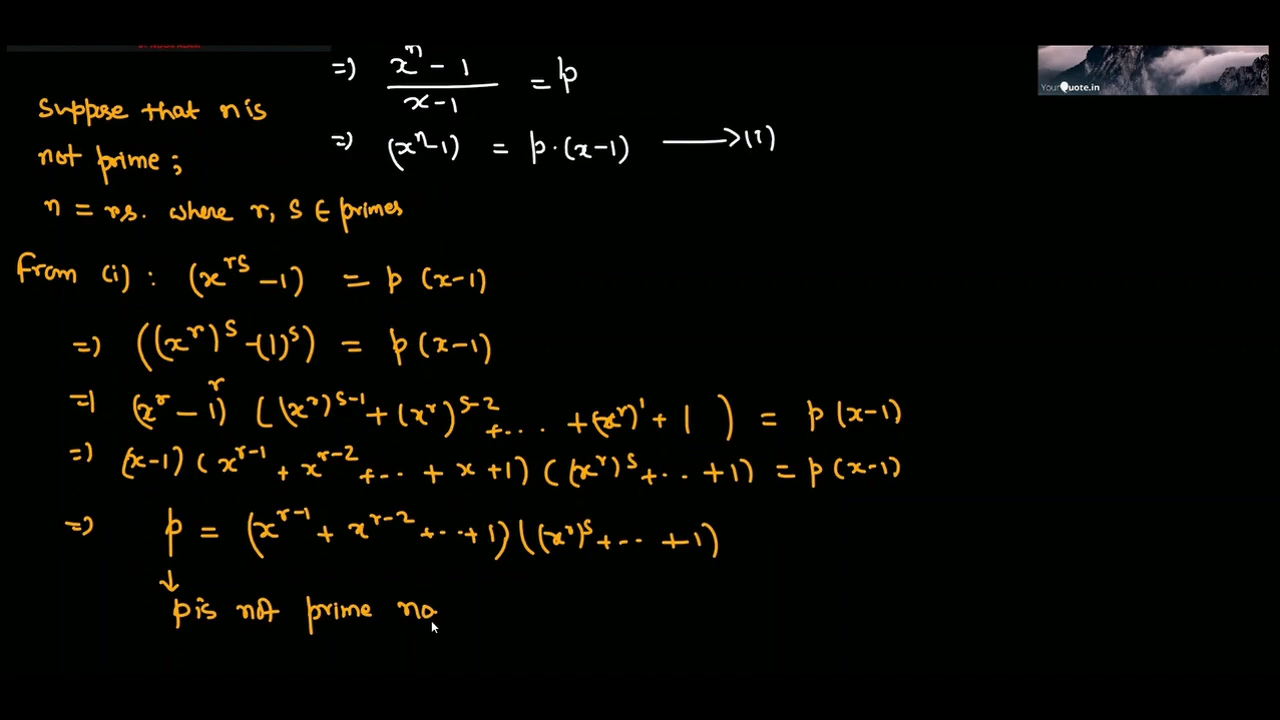 => x^n - 1 / x - 1 = p
Suppose that n is
not prime;
=> (x^n - 1) = p·(x-1) ⟶ (i)
n = rs. where r, s ∈ primes
From (i) : (x^rs - 1) = p (x-1)
=> ((x^r)^s - (1)^s) = p (x-1)
=> (x^r - 1^r) ((x^r)^s-1 + (x^r)^s-2 + ... + (x^r)^1 + 1) = p (x-1)
=> (x-1) (x^r-1 + x^r-2 + ... + x + 1) ((x^r)^s + ... + 1) = p (x-1)
=> p = (x^r-1 + x^r-2 + ... + 1) ((x^r)^s + ... + 1)
↓
p is not prime no
YourQuote.in